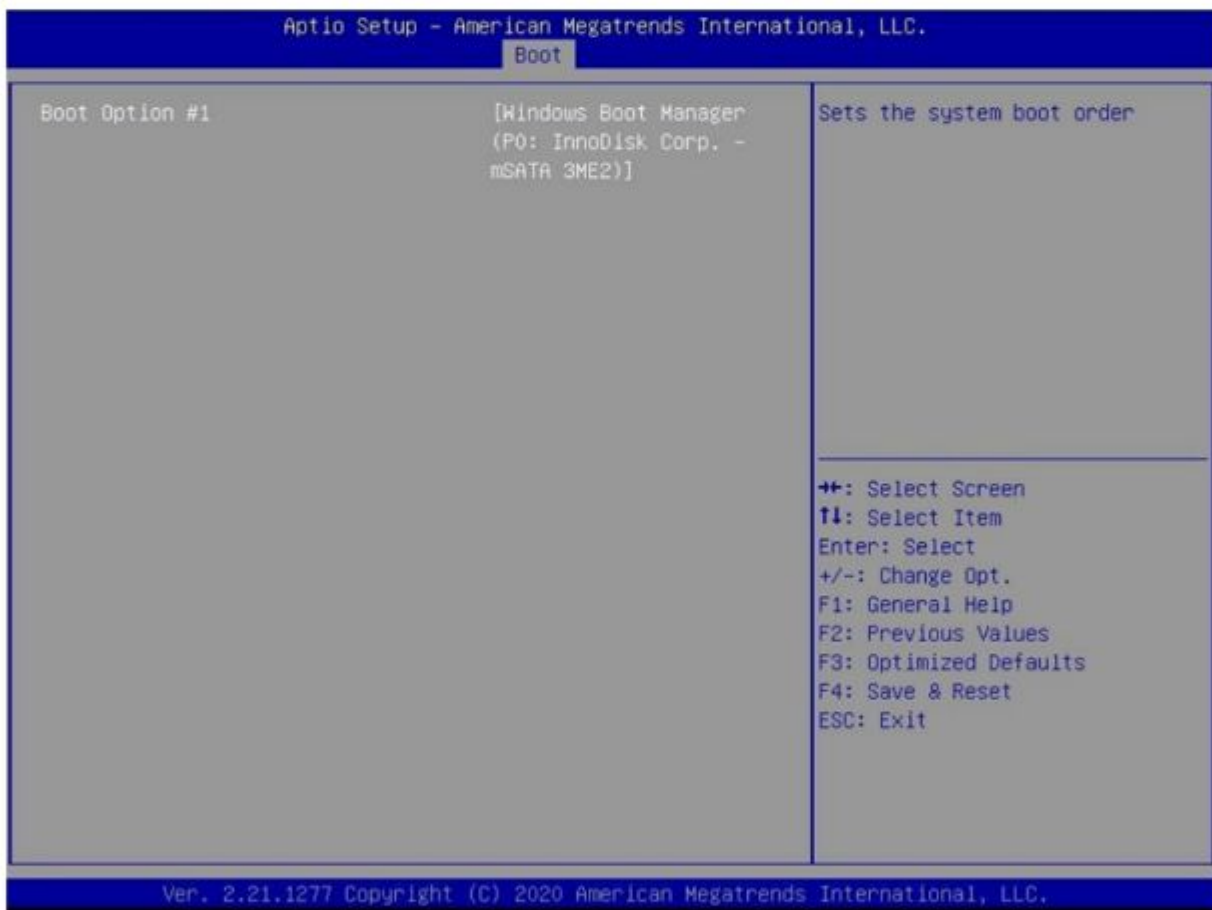 Aptio Setup – American Megatrends International, LLC.
Boot
Boot Option #1 [Windows Boot Manager
(P0: InnoDisk Corp. –
mSATA 3ME2)]
Sets the system boot order
→←: Select Screen
↑↓: Select Item
Enter: Select
+/-: Change Opt.
F1: General Help
F2: Previous Values
F3: Optimized Defaults
F4: Save & Reset
ESC: Exit
Ver. 2.21.1277 Copyright (C) 2020 American Megatrends International, LLC.